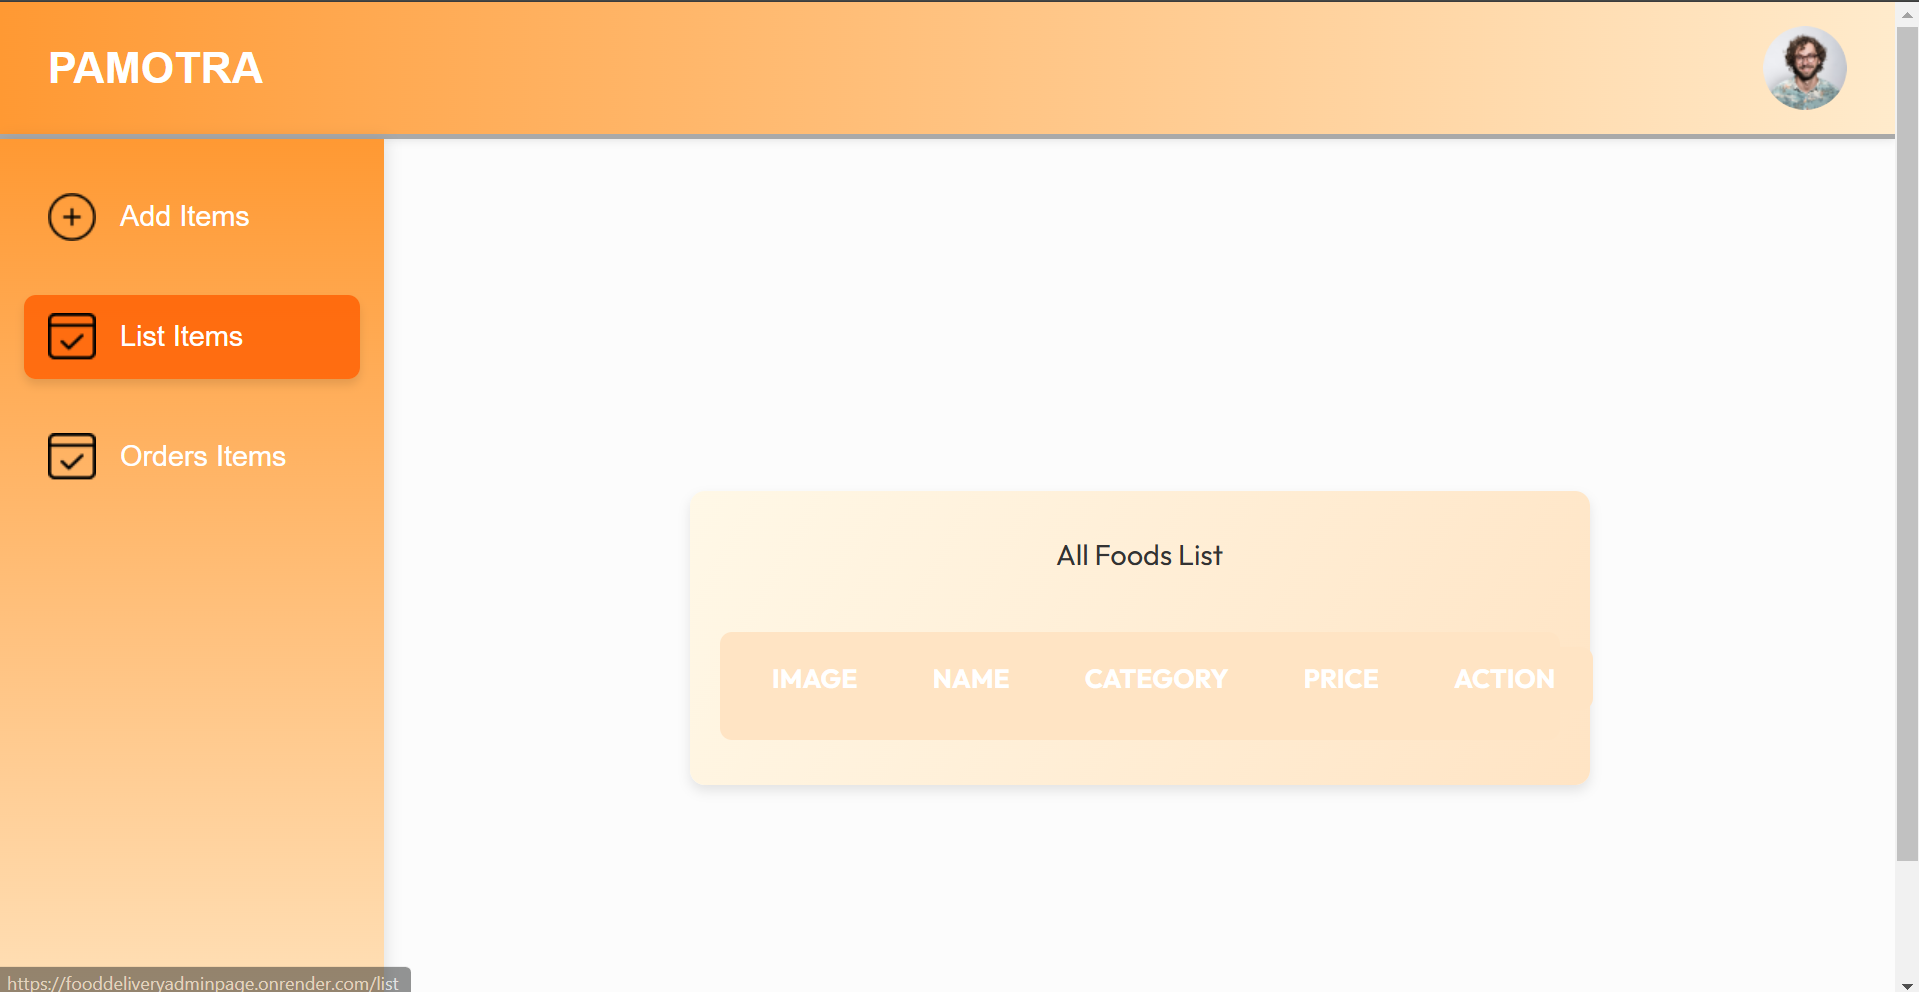 PAMOTRA
Add Items
List Items
Orders Items
All Foods List
IMAGE NAME CATEGORY PRICE ACTION
https://fooddeliveryadminpage.onrender.com/list